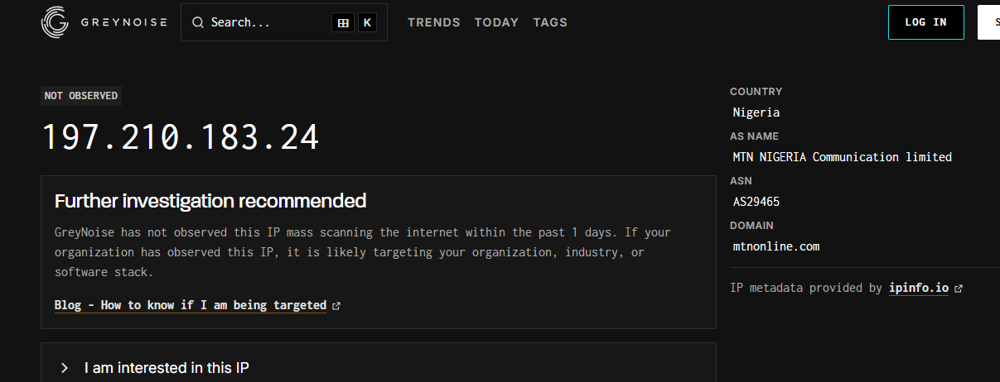 GREYNOISE
Search...
K
TRENDS
TODAY
TAGS
LOG IN
S
NOT OBSERVED
197.210.183.24
Further investigation recommended
GreyNoise has not observed this IP mass scanning the internet within the past 1 days. If your
organization has observed this IP, it is likely targeting your organization, industry, or
software stack.
Blog - How to know if I am being targeted
I am interested in this IP
COUNTRY
Nigeria
AS NAME
MTN NIGERIA Communication limited
ASN
AS29465
DOMAIN
mtnonline.com
IP metadata provided by ipinfo.io